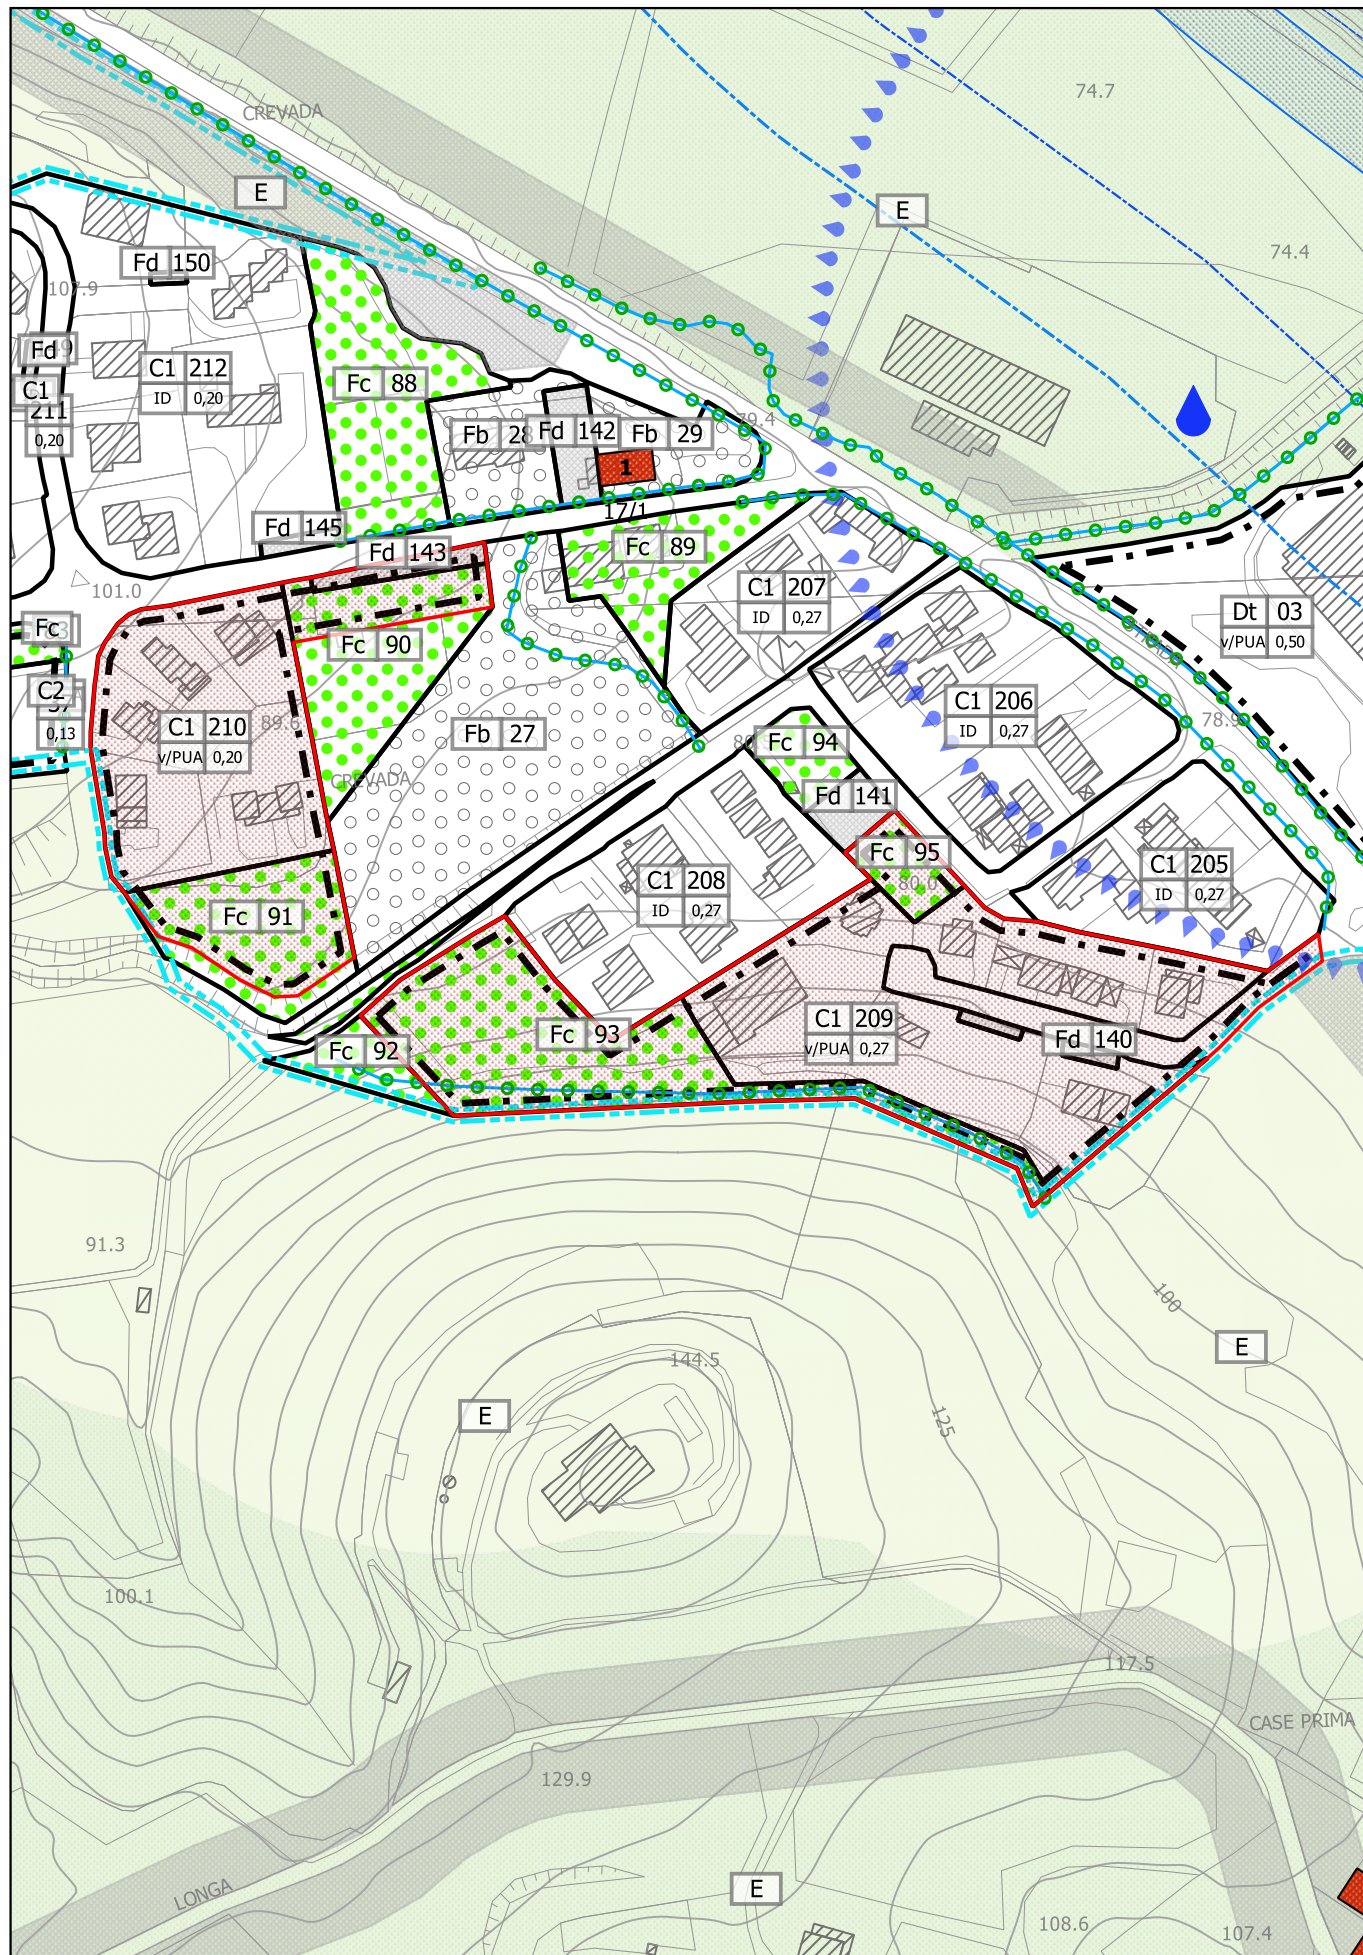 74.7
CREVADA
E
E
74.4
Fd 150
107.9
Fd
C1 212
ID 0,20
C1
211
0,20
Fc 88
Fb 28
Fd 142
Fb 29
79.4
1
17/1
Fd 145
Fd 143
Fc 89
101.0
C1 207
ID 0,27
Dt 03
v/PUA 0,50
Fc
Fc 90
C2
37
0,13
C1 210
v/PUA 0,20
C1 206
ID 0,27
Fb 27
Fc 94
CREVADA
Fd 141
Fc 95
80.0
C1 208
ID 0,27
C1 205
ID 0,27
Fc 91
C1 209
v/PUA 0,27
Fc 93
Fd 140
Fc 92
91.3
100
E
144.5
E
125
100.1
117.5
CASE PRIMA
129.9
E
LONGA
108.6
107.4